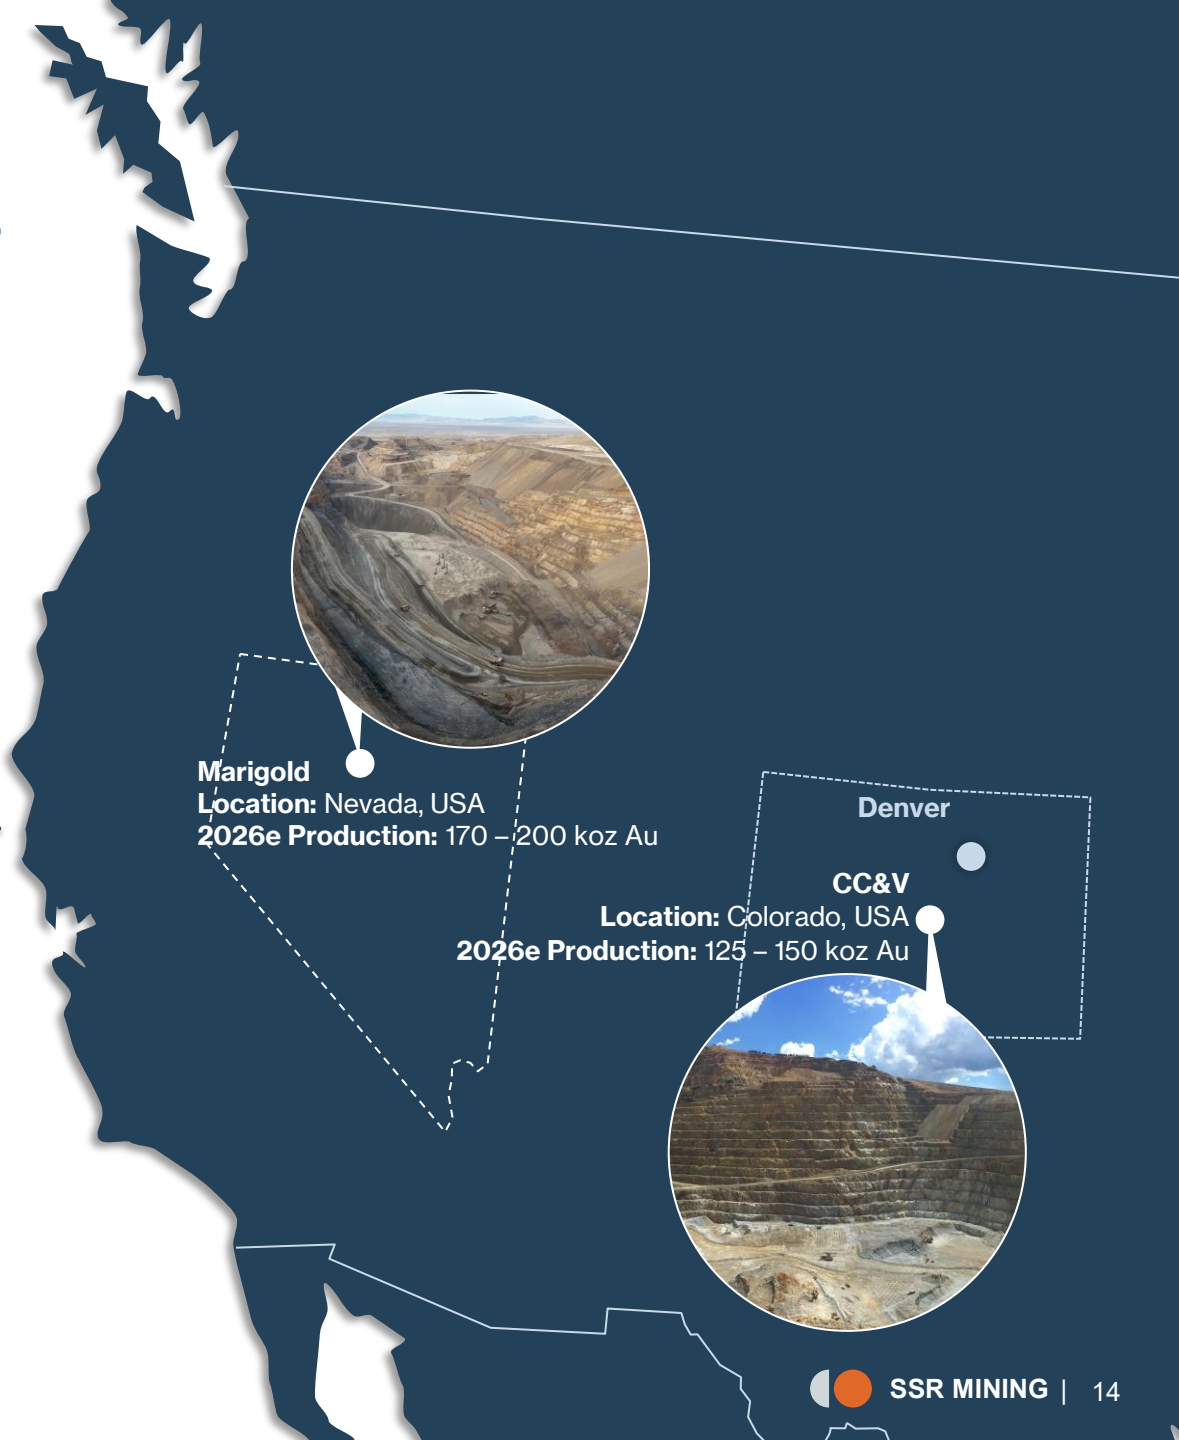 Marigold
Location: Nevada, USA
2026e Production: 170 – 200 koz Au
Denver
CC&V
Location: Colorado, USA
2026e Production: 125 – 150 koz Au
SSR MINING | 14